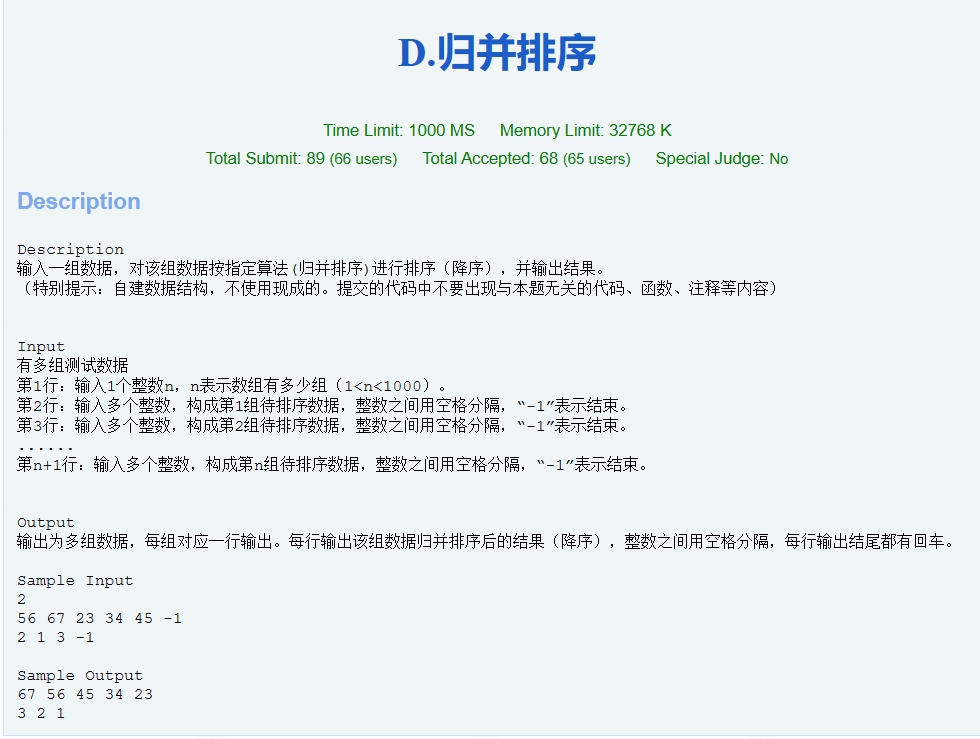 D.归并排序
Time Limit: 1000 MS Memory Limit: 32768 K
Total Submit: 89 (66 users) Total Accepted: 68 (65 users) Special Judge: No
Description
Description
输入一组数据，对该组数据按指定算法(归并排序)进行排序（降序），并输出结果。
（特别提示：自建数据结构，不使用现成的。提交的代码中不要出现与本题无关的代码、函数、注释等内容）
Input
有多组测试数据
第1行：输入1个整数n，n表示数组有多少组（1<n<1000）。
第2行：输入多个整数，构成第1组待排序数据，整数之间用空格分隔，“-1”表示结束。
第3行：输入多个整数，构成第2组待排序数据，整数之间用空格分隔，“-1”表示结束。
......
第n+1行：输入多个整数，构成第n组待排序数据，整数之间用空格分隔，“-1”表示结束。
Output
输出为多组数据，每组对应一行输出。每行输出该组数据归并排序后的结果（降序），整数之间用空格分隔，每行输出结尾都有回车。
Sample Input
2
56 67 23 34 45 -1
2 1 3 -1
Sample Output
67 56 45 34 23
3 2 1